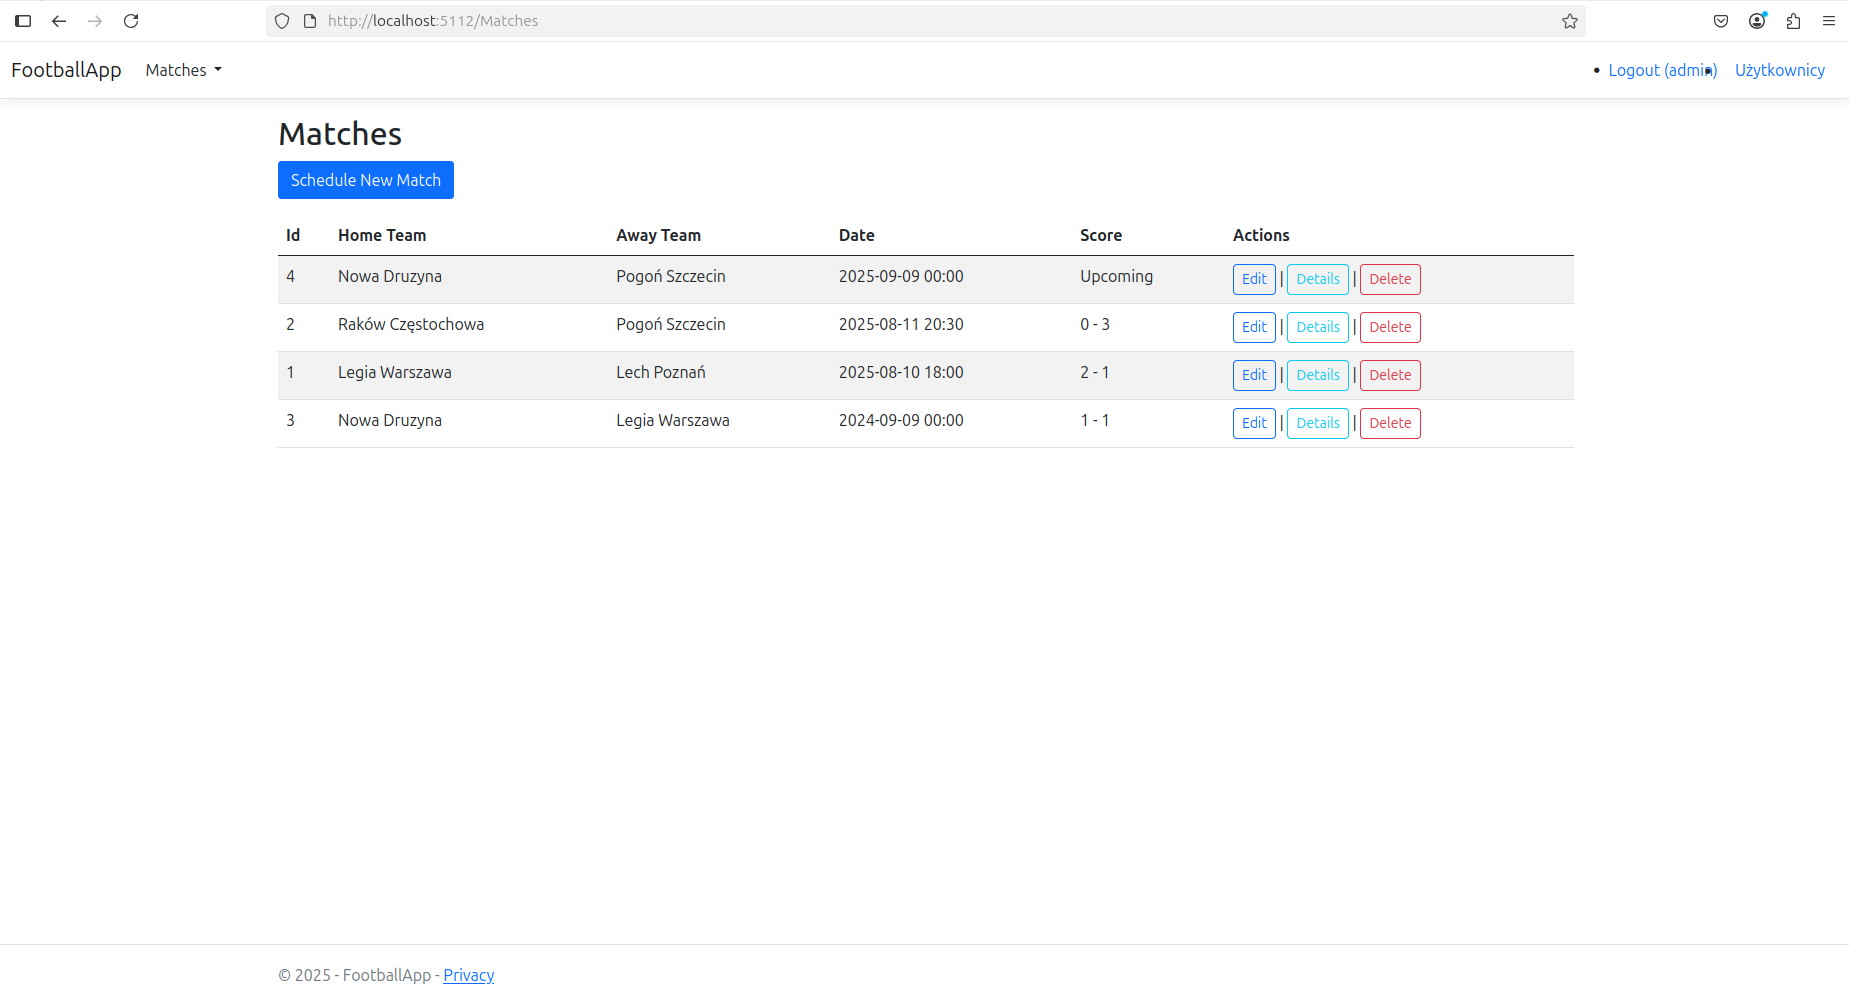 http://localhost:5112/Matches
FootballApp Matches • Logout (admin) • Użytkownicy
Matches
Schedule New Match
Id Home Team Away Team Date Score Actions
4 Nowa Druzyna Pogoń Szczecin 2025-09-09 00:00 Upcoming Edit | Details | Delete
2 Raków Częstochowa Pogoń Szczecin 2025-08-11 20:30 0 - 3 Edit | Details | Delete
1 Legia Warszawa Lech Poznań 2025-08-10 18:00 2 - 1 Edit | Details | Delete
3 Nowa Druzyna Legia Warszawa 2024-09-09 00:00 1 - 1 Edit | Details | Delete
© 2025 - FootballApp - Privacy